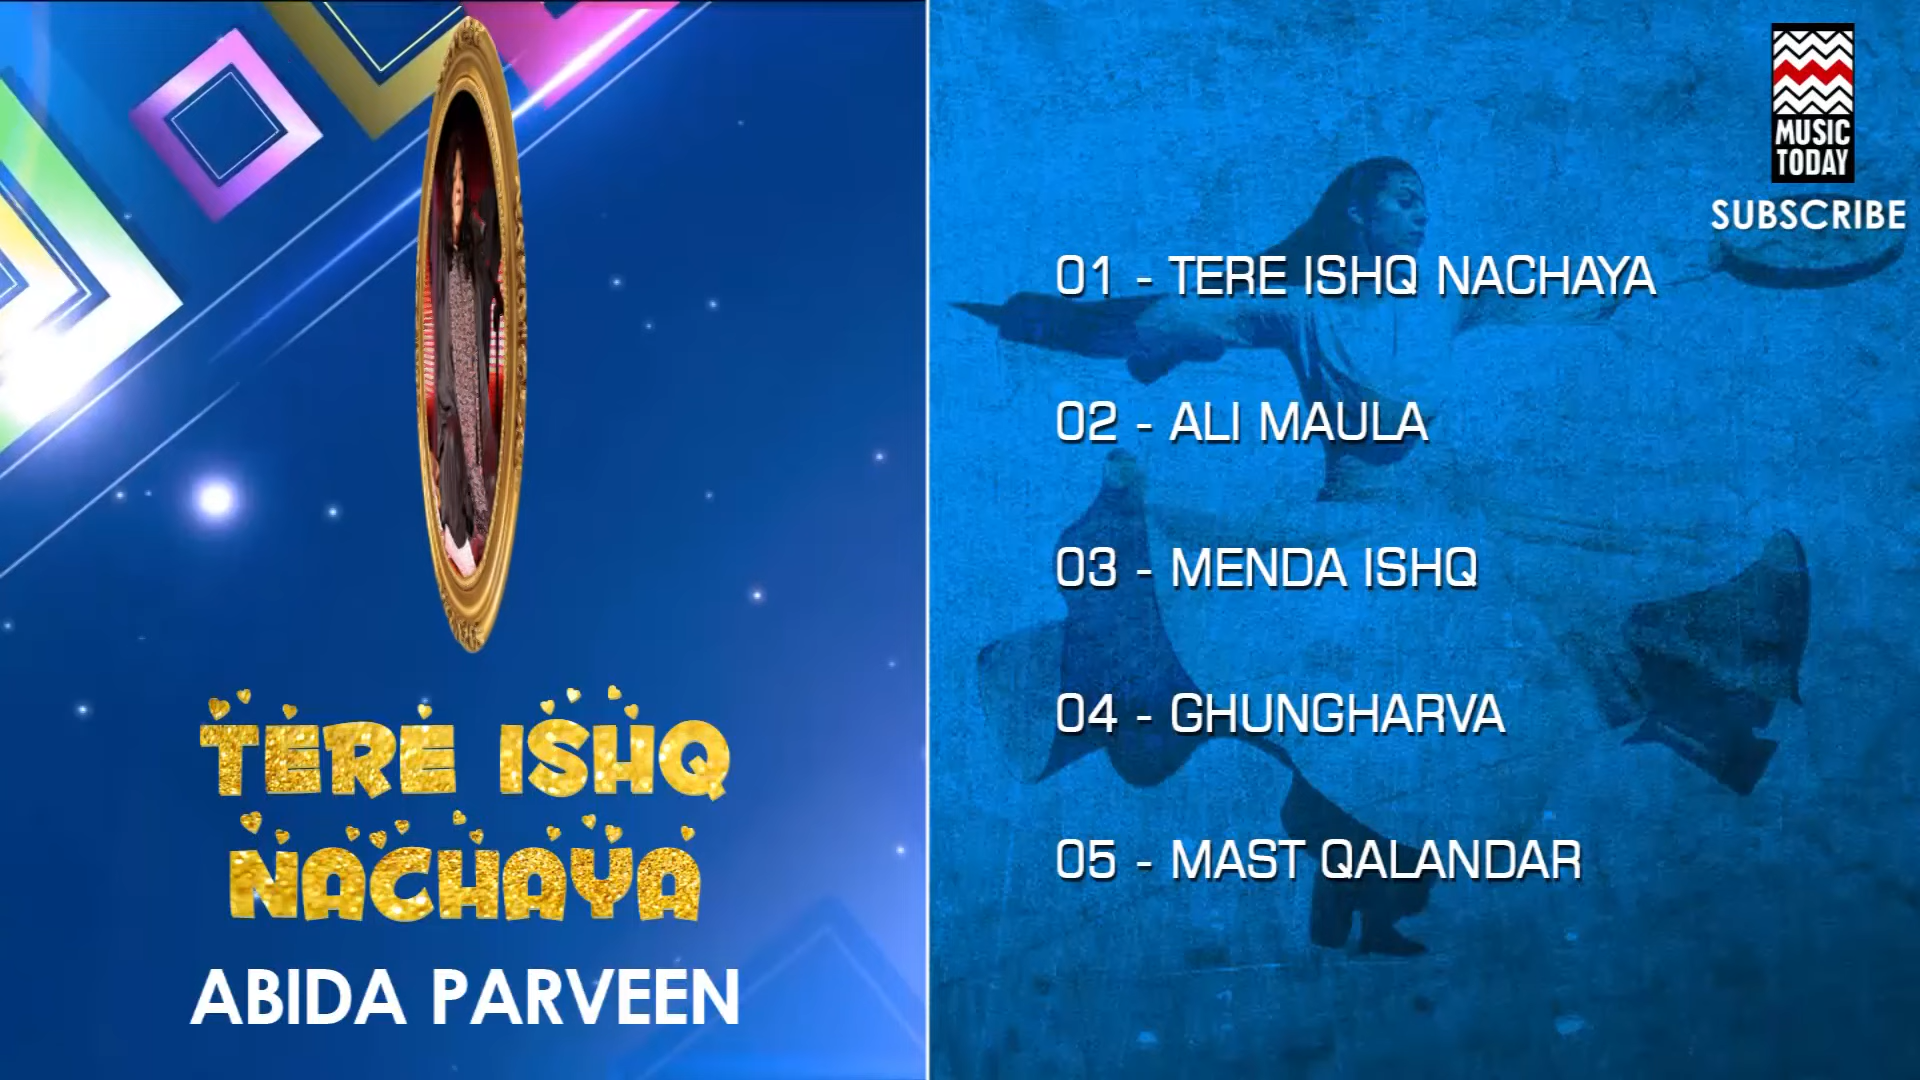 TERE ISHQ
NACHAYA
ABIDA PARVEEN
MUSIC
TODAY
SUBSCRIBE
01 - TERE ISHQ NACHAYA
02 - ALI MAULA
03 - MENDA ISHQ
04 - GHUNGHARVA
05 - MAST QALANDAR